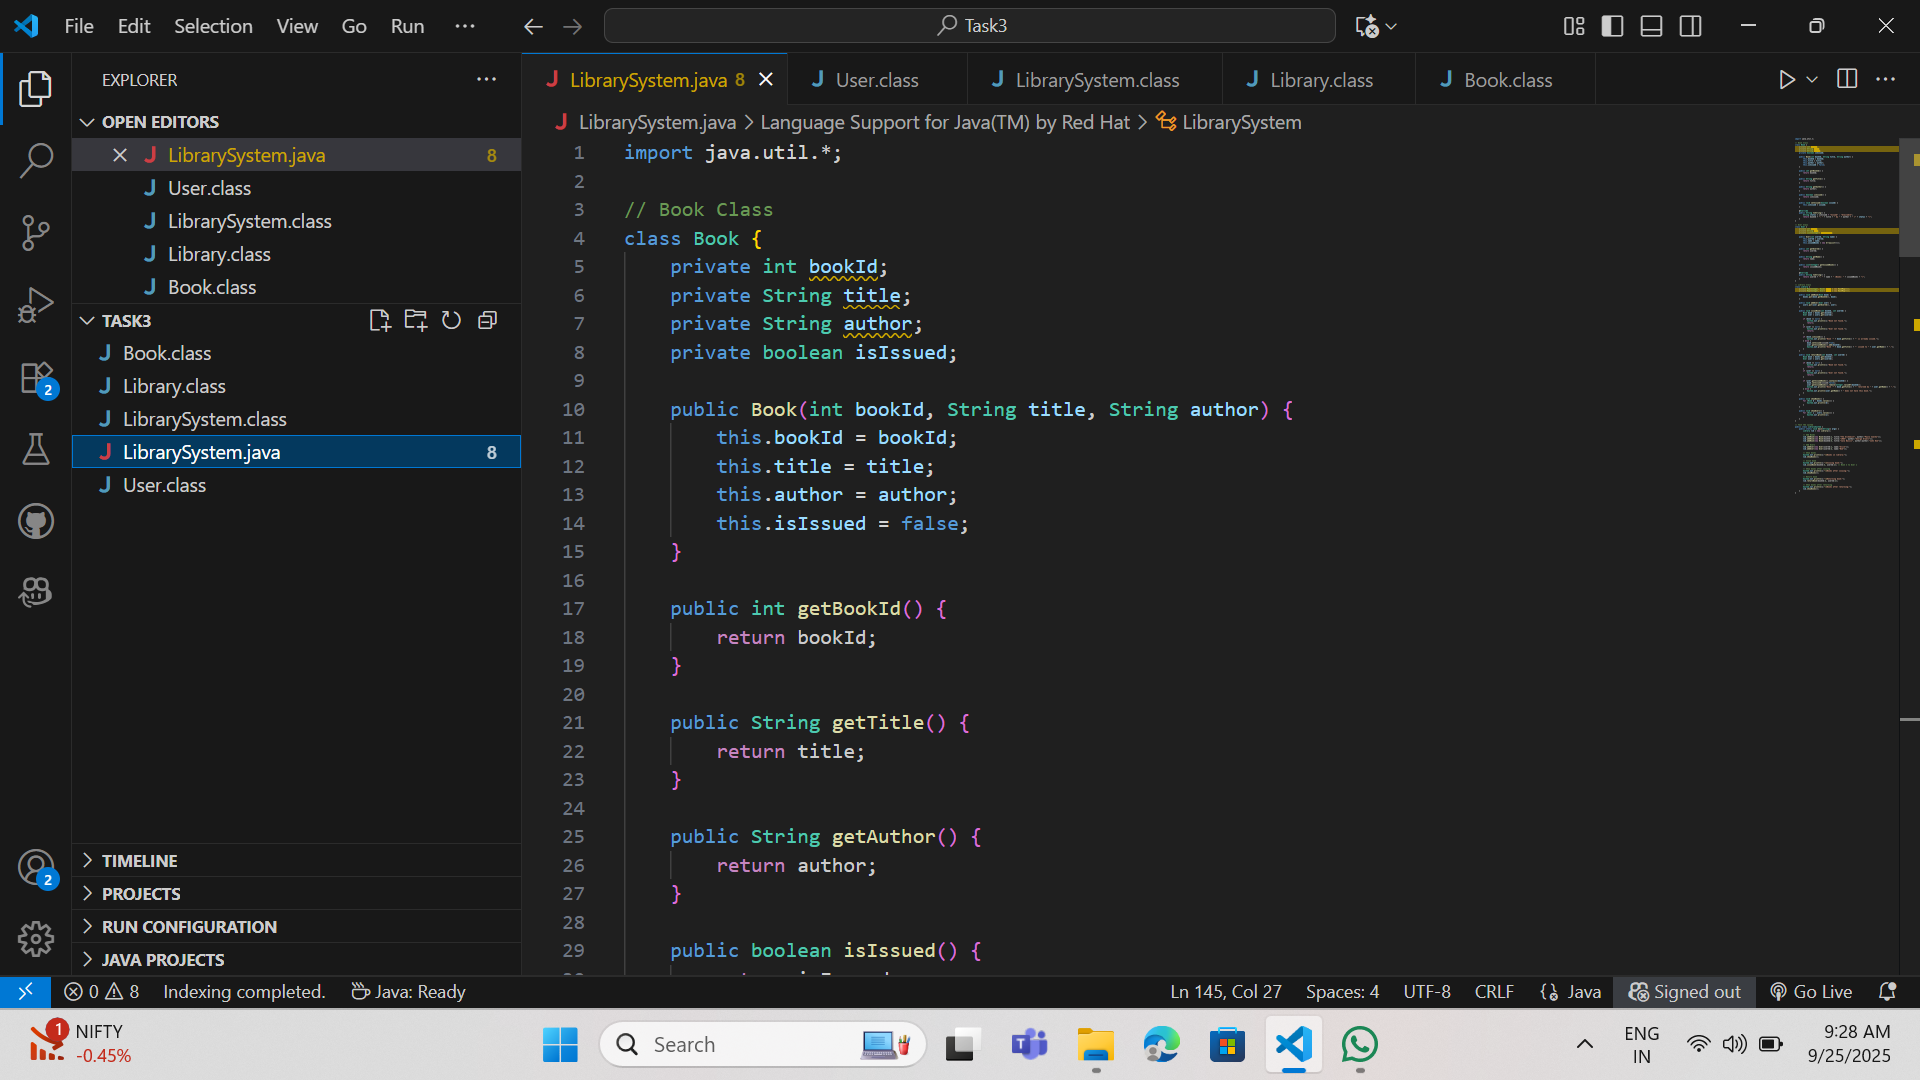 File Edit Selection View Go Run ··· Task3
EXPLORER
OPEN EDITORS
LibrarySystem.java 8
User.class
LibrarySystem.class
Library.class
Book.class
TASK3
Book.class
Library.class
LibrarySystem.class
LibrarySystem.java 8
User.class
TIMELINE
PROJECTS
RUN CONFIGURATION
JAVA PROJECTS
2
2
LibrarySystem.java 8 User.class LibrarySystem.class Library.class Book.class
LibrarySystem.java > Language Support for Java(TM) by Red Hat > LibrarySystem
1 import java.util.*;
2
3 // Book Class
4 class Book {
5 private int bookId;
6 private String title;
7 private String author;
8 private boolean isIssued;
9
10 public Book(int bookId, String title, String author) {
11 this.bookId = bookId;
12 this.title = title;
13 this.author = author;
14 this.isIssued = false;
15 }
16
17 public int getBookId() {
18 return bookId;
19 }
20
21 public String getTitle() {
22 return title;
23 }
24
25 public String getAuthor() {
26 return author;
27 }
28
29 public boolean isIssued() {
0 8 Indexing completed. Java: Ready Ln 145, Col 27 Spaces: 4 UTF-8 CRLF {} Java Signed out Go Live
1 NIFTY
-0.45%
Search
ENG
IN
9:28 AM
9/25/2025